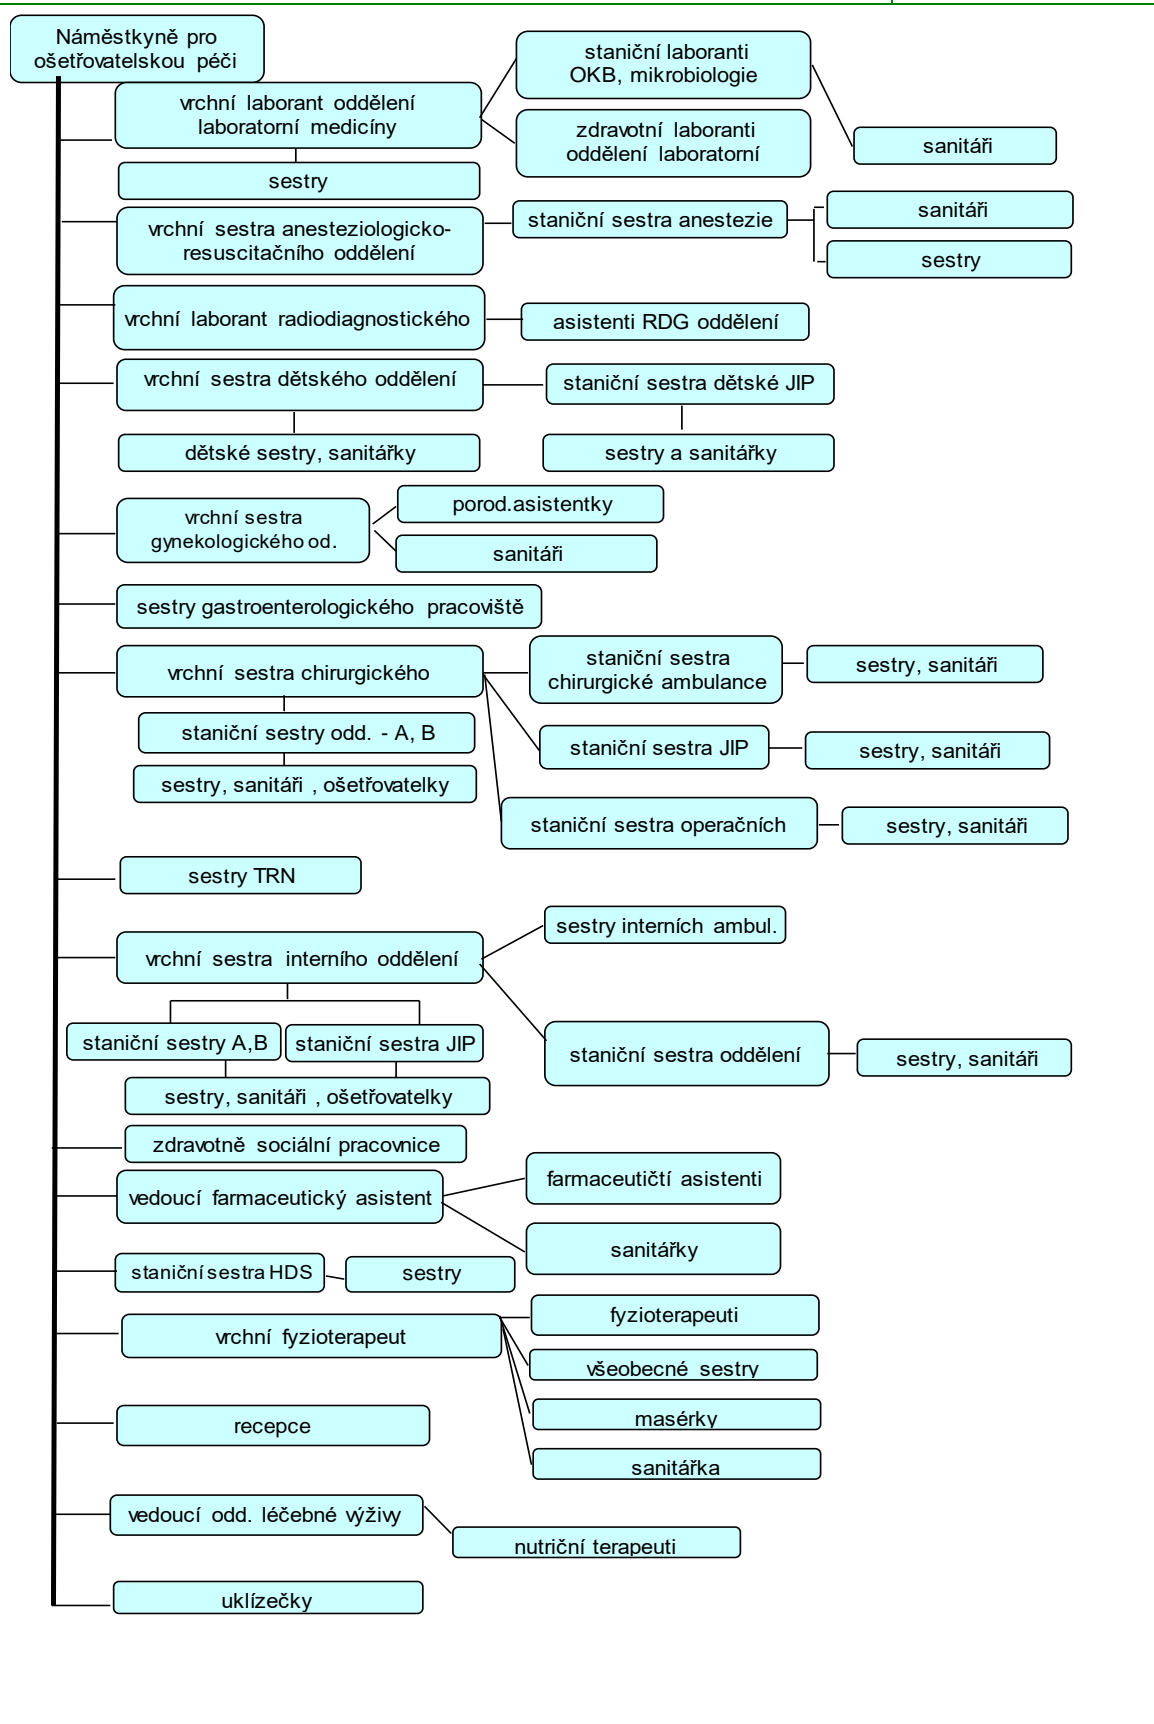 Náměstkyně pro
ošetřovatelskou péči
vrchní laborant oddělení
laboratorní medicíny
staniční laboranti
OKB, mikrobiologie
zdravotní laboranti
oddělení laboratorní
sanitáři
sestry
vrchní sestra anesteziologicko-
resuscitačního oddělení
staniční sestra anestezie
sanitáři
sestry
vrchní laborant radiodiagnostického
asistenti RDG oddělení
vrchní sestra dětského oddělení
staniční sestra dětské JIP
dětské sestry, sanitářky
sestry a sanitářky
vrchní sestra
gynekologického od.
porod.asistentky
sanitáři
sestry gastroenterologického pracoviště
vrchní sestra chirurgického
staniční sestra
chirurgické ambulance
sestry, sanitáři
staniční sestry odd. - A, B
staniční sestra JIP
sestry, sanitáři
sestry, sanitáři , ošetřovatelky
staniční sestra operačních
sestry, sanitáři
sestry TRN
sestry interních ambul.
vrchní sestra interního oddělení
staniční sestry A,B
staniční sestra JIP
staniční sestra oddělení
sestry, sanitáři
sestry, sanitáři , ošetřovatelky
zdravotně sociální pracovnice
vedoucí farmaceutický asistent
farmaceutičtí asistenti
sanitářky
staniční sestra HDS
sestry
vrchní fyzioterapeut
fyzioterapeuti
všeobecné sestry
masérky
recepce
sanitářka
vedoucí odd. léčebné výživy
nutriční terapeuti
uklízečky